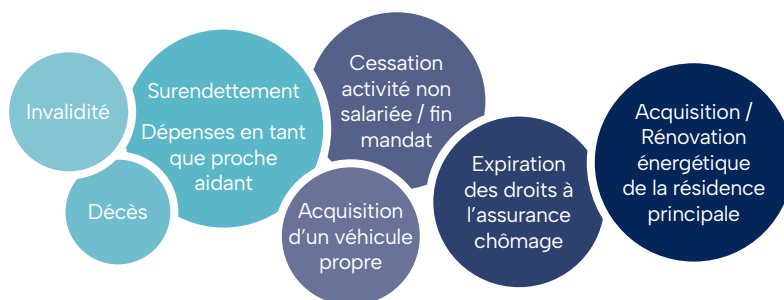 Invalidité
Décès
Surendettement
Dépenses en tant
que proche
aidant
Cessation
activité non
salariée / fin
mandat
Acquisition
d'un véhicule
propre
Expiration
des droits à
l'assurance
chômage
Acquisition /
Rénovation
énergétique
de la résidence
principale